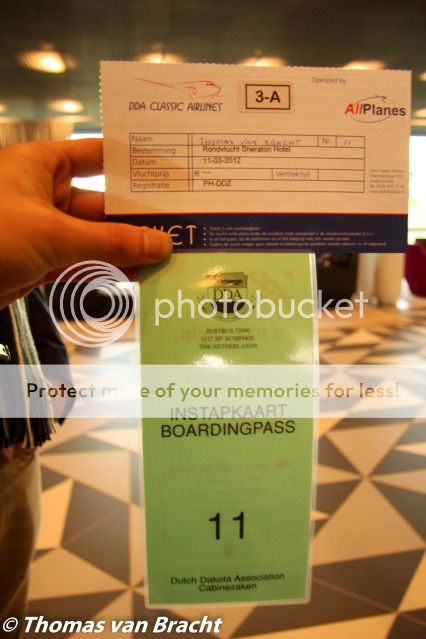 DDA CLASSIC AIRLINES
3-A
Operated by:
AllPlanes
Naam THOMAS VAN BRACHT Nr. 11
Bestemming Rondvlucht Sheraton Hotel
Datum 11-03-2012
Vluchtprijs €— Vertrektijd
Registratie PH-DDZ
DDA
POSTBUS 75090
1117 ZP SCHIPHOL
THE NETHERLANDS
photobucket
Protect more of your memories for less!
INSTAPKAART
BOARDINGPASS
11
Dutch Dakota Association
Cabinezaken
© Thomas van Bracht